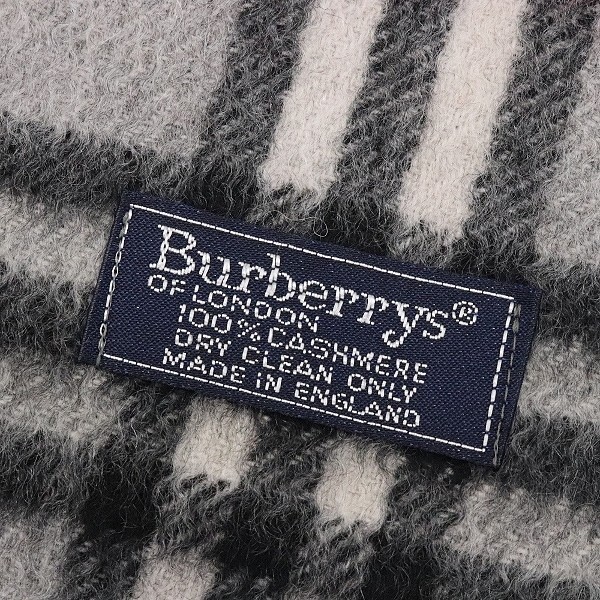 Burberrys®
OF LONDON
100% CASHMERE
DRY CLEAN ONLY
MADE IN ENGLAND